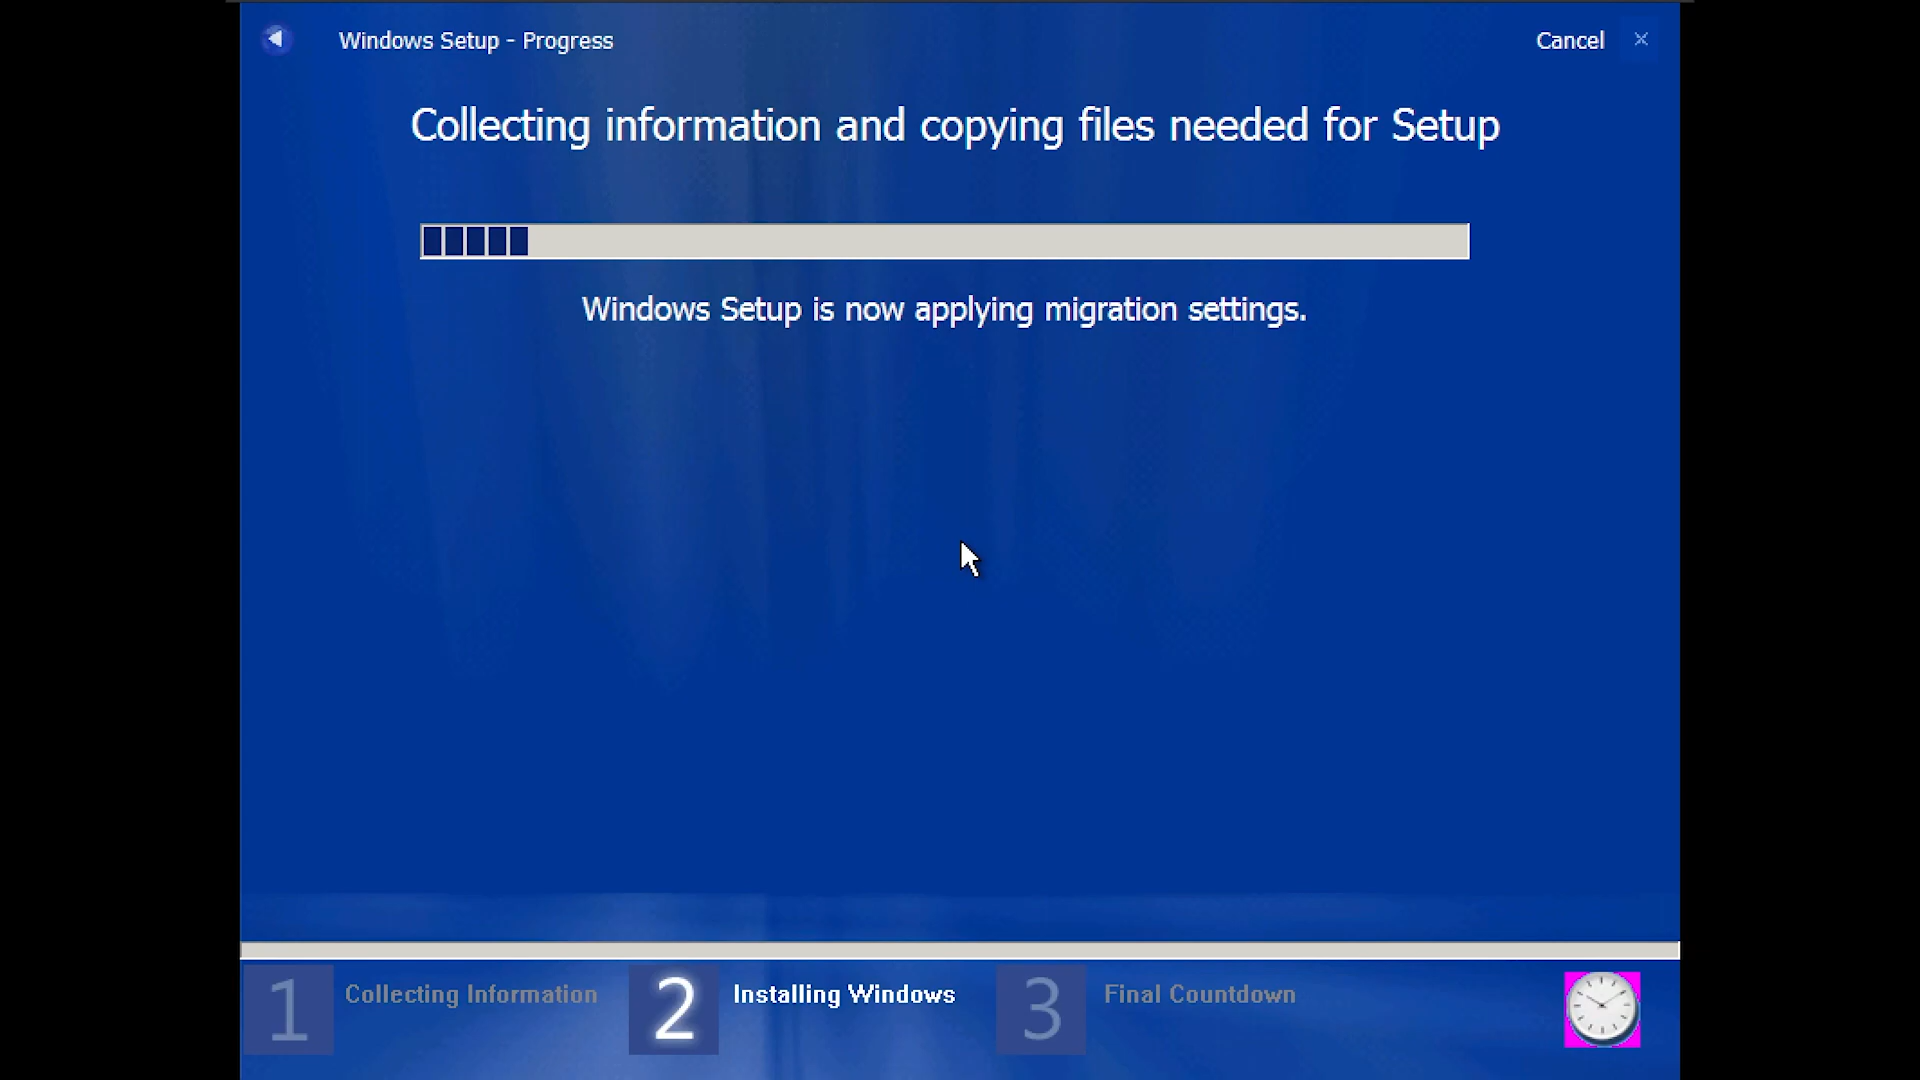 Windows Setup - Progress
Cancel
Collecting information and copying files needed for Setup
Windows Setup is now applying migration settings.
1 Collecting Information
2 Installing Windows
3 Final Countdown